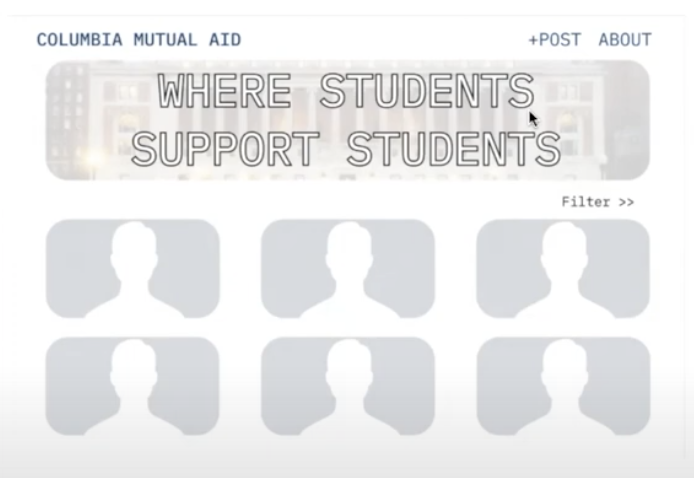 COLUMBIA MUTUAL AID
+POST ABOUT
WHERE STUDENTS
SUPPORT STUDENTS
Filter >>